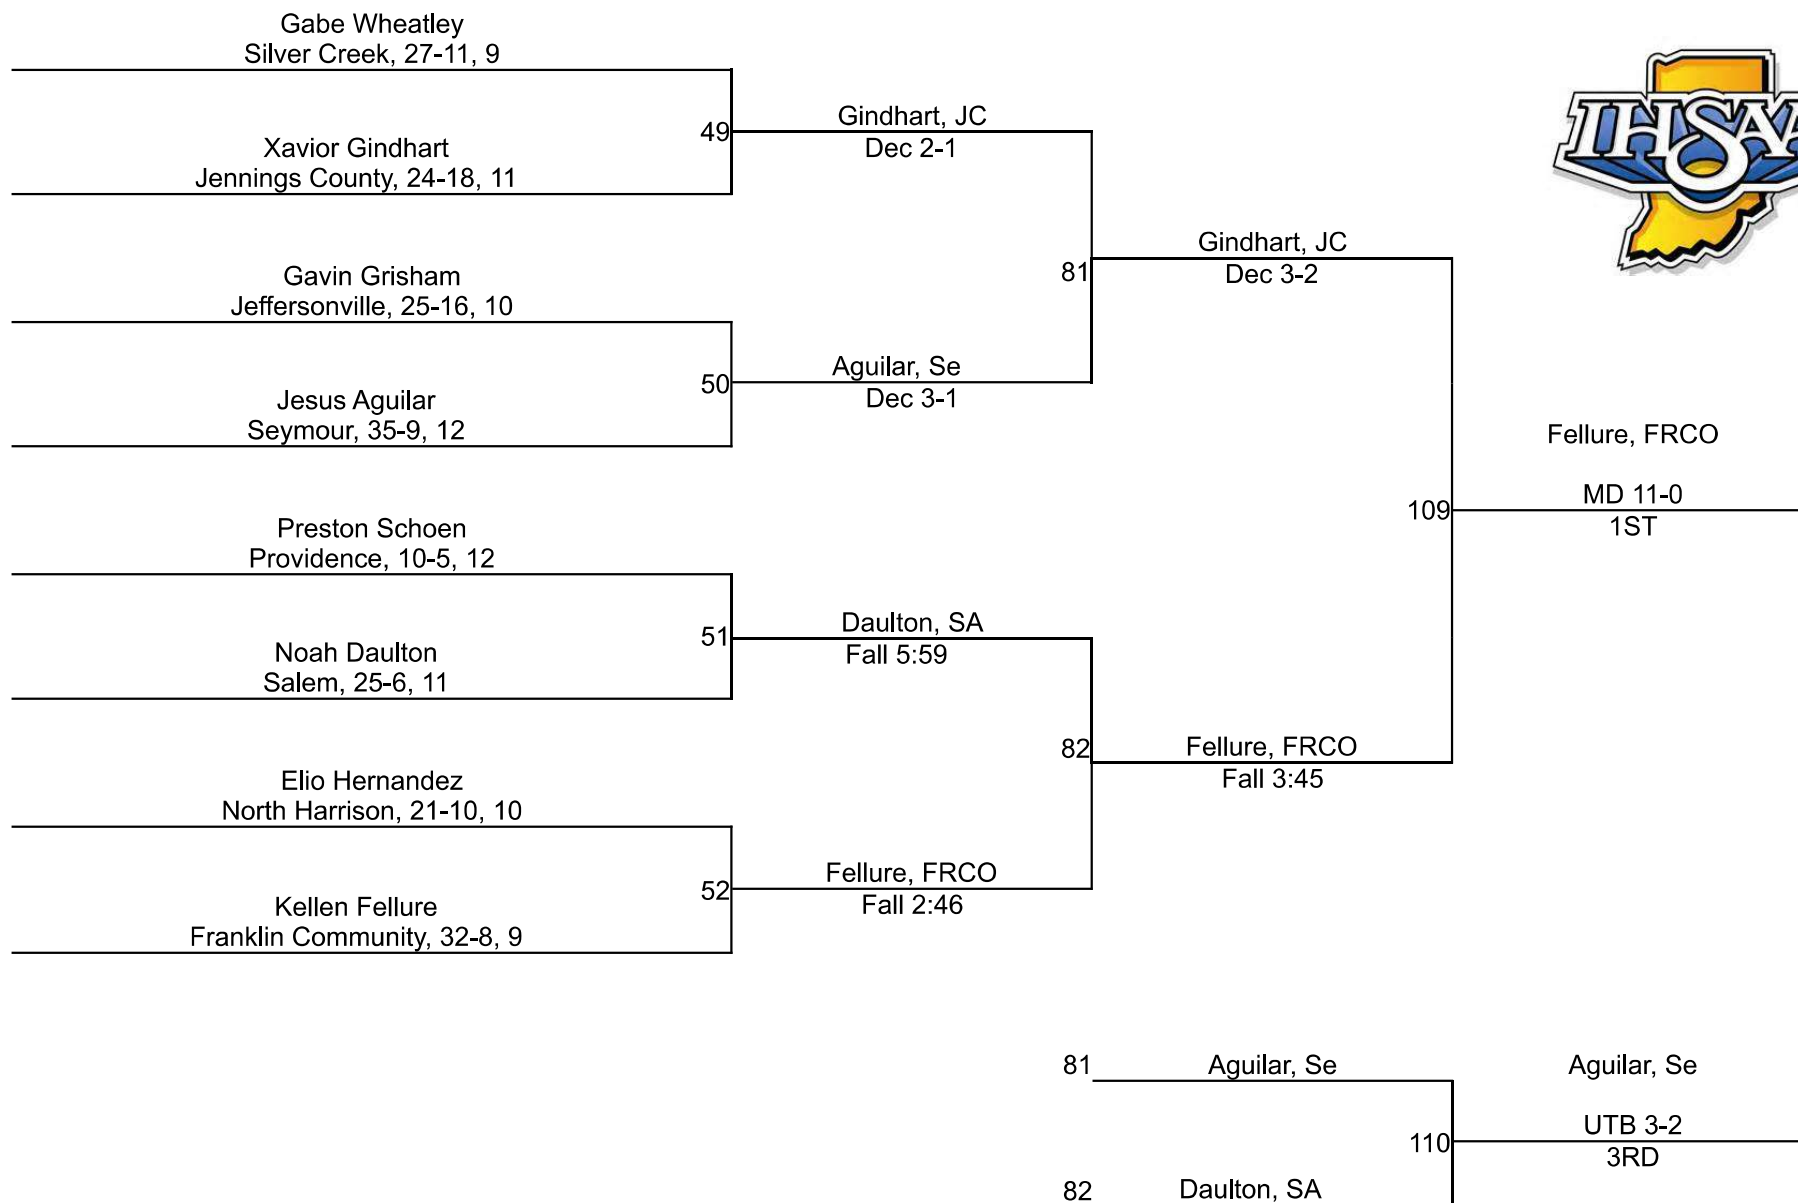 Gabe Wheatley
Silver Creek, 27-11, 9
49
Xavior Gindhart
Jennings County, 24-18, 11
Gindhart, JC
Dec 2-1
Gavin Grisham
Jeffersonville, 25-16, 10
50
Jesus Aguilar
Seymour, 35-9, 12
Aguilar, Se
Dec 3-1
81
Gindhart, JC
Dec 3-2
Preston Schoen
Providence, 10-5, 12
51
Noah Daulton
Salem, 25-6, 11
Daulton, SA
Fall 5:59
Elio Hernandez
North Harrison, 21-10, 10
52
Kellen Fellure
Franklin Community, 32-8, 9
Fellure, FRCO
Fall 2:46
82
Fellure, FRCO
Fall 3:45
109
Fellure, FRCO
MD 11-0
1ST
IHSAA
81
Aguilar, Se
82
Daulton, SA
110
Aguilar, Se
UTB 3-2
3RD